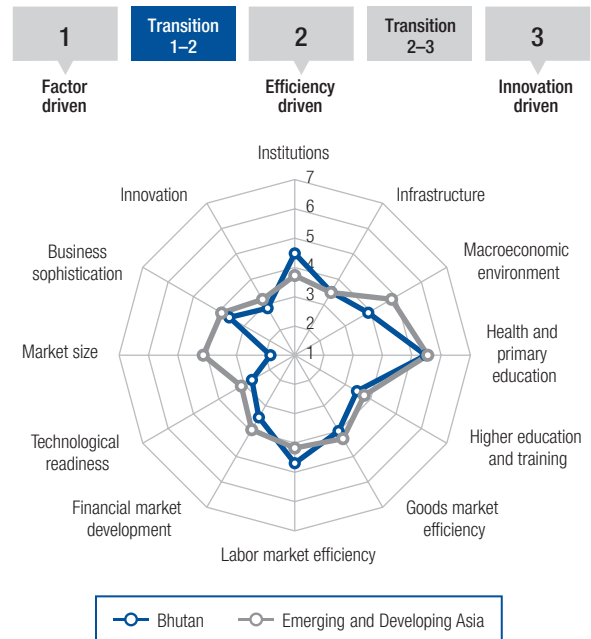 1
Transition
1–2
2
Transition
2–3
3
Factor
driven
Efficiency
driven
Innovation
driven
Institutions
7
Innovation
6
Infrastructure
5
Business
sophistication
Macroeconomic
environment
4
3
2
Market size
1
Health and
primary
education
Technological
readiness
Higher education
and training
Financial market
development
Goods market
efficiency
Labor market efficiency
Bhutan
Emerging and Developing Asia